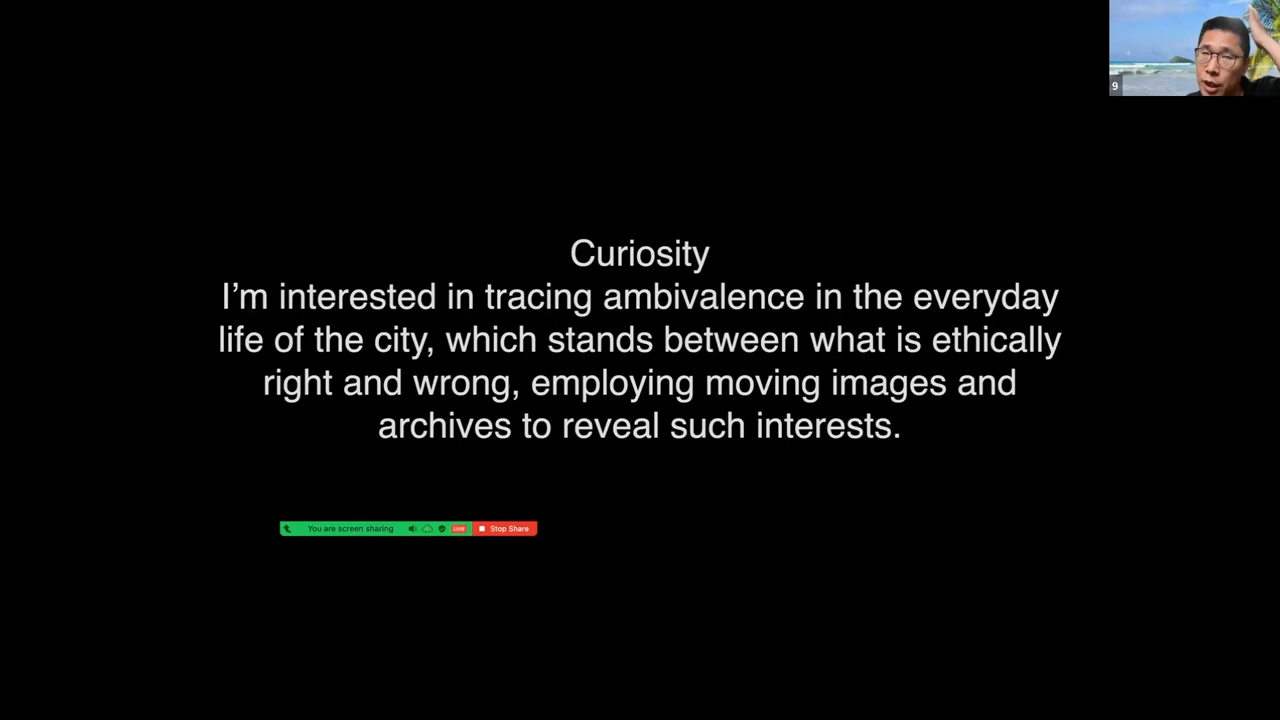 9
Curiosity
I’m interested in tracing ambivalence in the everyday
life of the city, which stands between what is ethically
right and wrong, employing moving images and
archives to reveal such interests.
You are screen sharing LIVE Stop Share